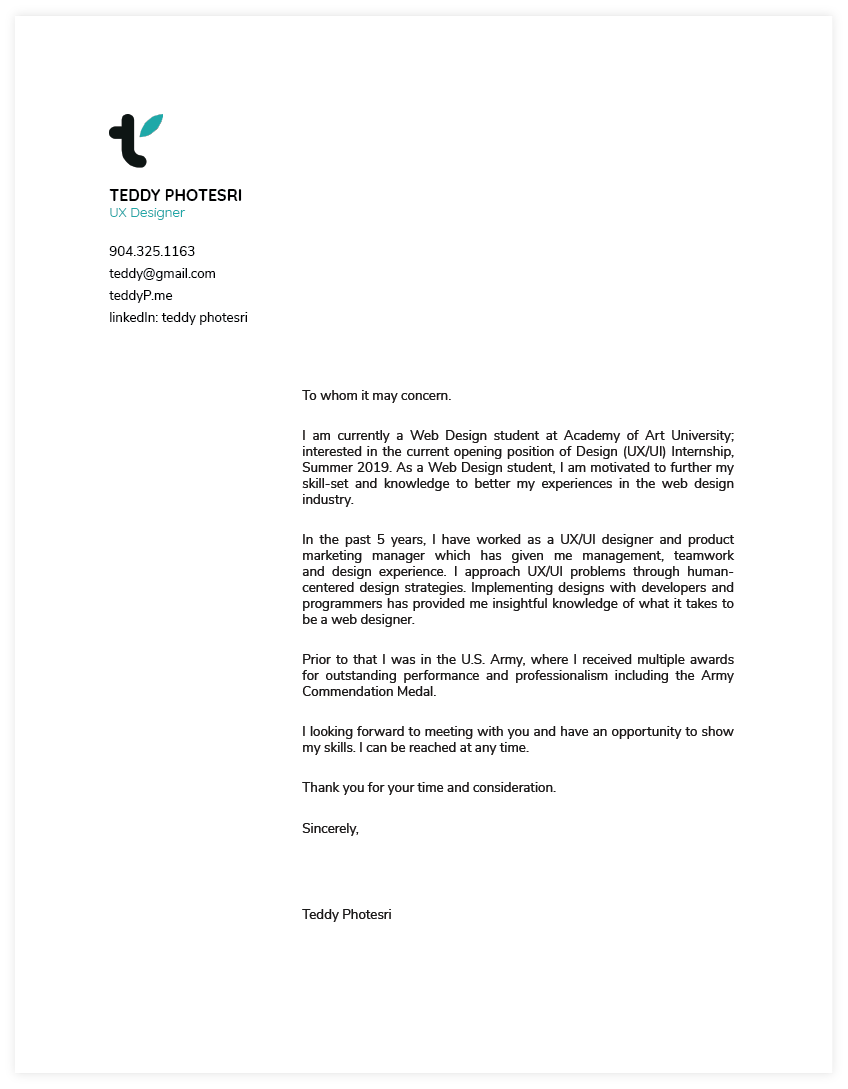 TEDDY PHOTESRI
UX Designer
904.325.1163
teddy@gmail.com
teddyP.me
linkedIn: teddy photesri
To whom it may concern.
I am currently a Web Design student at Academy of Art University;
interested in the current opening position of Design (UX/UI) Internship,
Summer 2019. As a Web Design student, I am motivated to further my
skill-set and knowledge to better my experiences in the web design
industry.
In the past 5 years, I have worked as a UX/UI designer and product
marketing manager which has given me management, teamwork
and design experience. I approach UX/UI problems through human-
centered design strategies. Implementing designs with developers and
programmers has provided me insightful knowledge of what it takes to
be a web designer.
Prior to that I was in the U.S. Army, where I received multiple awards
for outstanding performance and professionalism including the Army
Commendation Medal.
I looking forward to meeting with you and have an opportunity to show
my skills. I can be reached at any time.
Thank you for your time and consideration.
Sincerely,
Teddy Photesri